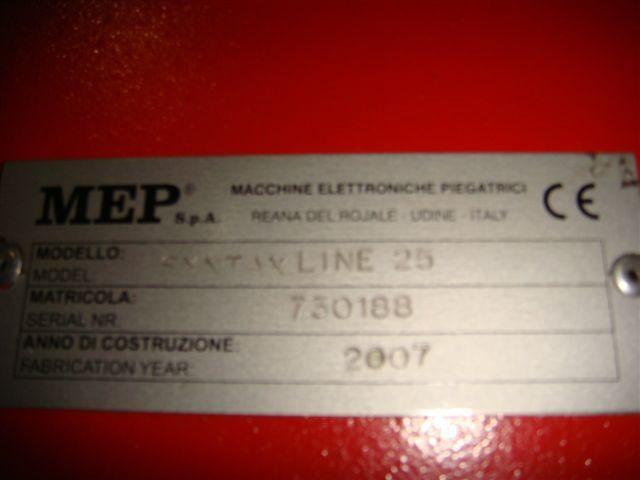 MEP® S.p.A. MACCHINE ELETTRONICHE PIEGATRICI CE
REANA DEL ROJALE - UDINE - ITALY
MODELLO: SYNTAX LINE 25
MODEL:
MATRICOLA: 730188
SERIAL NR.
ANNO DI COSTRUZIONE: 2007
FABRICATION YEAR: